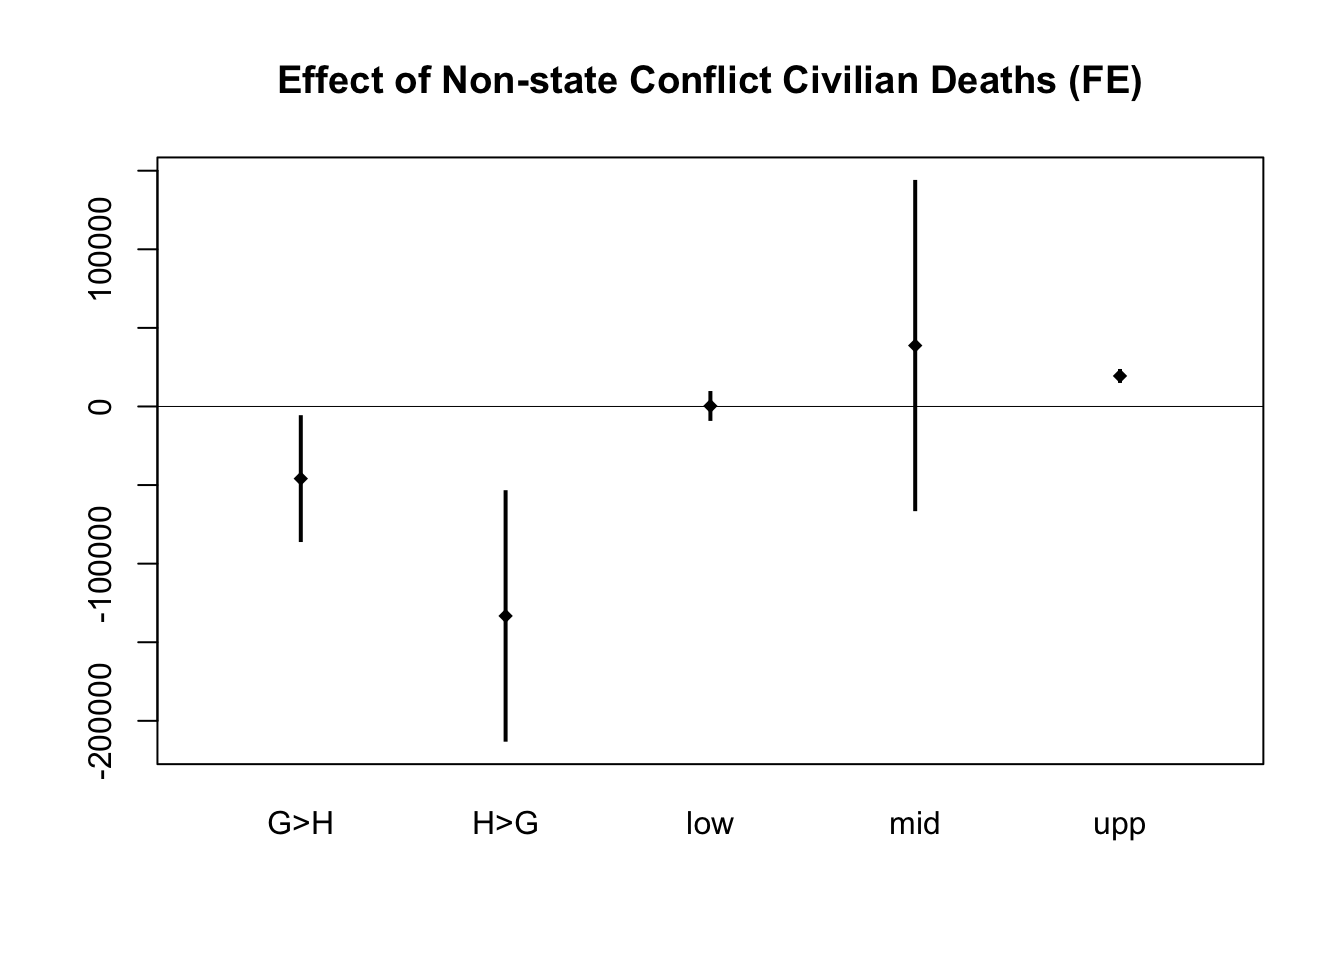 Effect of Non-state Conflict Civilian Deaths (FE)
100000
0
-100000
-200000
G>H H>G low mid upp